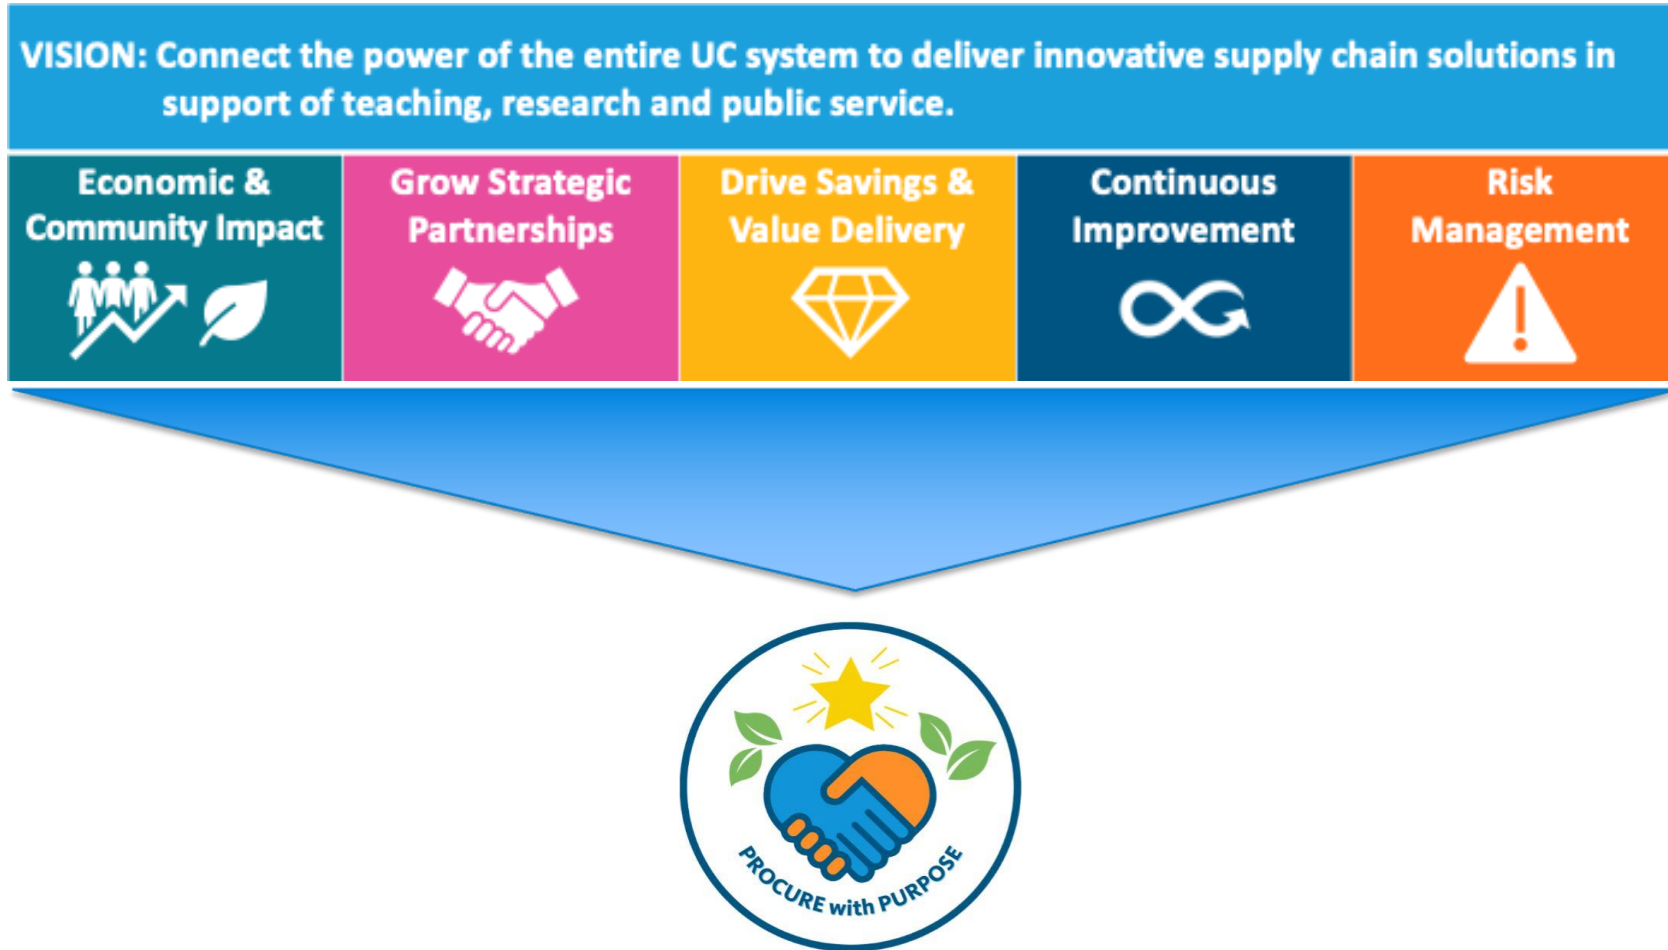 VISION: Connect the power of the entire UC system to deliver innovative supply chain solutions in
support of teaching, research and public service.
Economic &
Community Impact
Grow Strategic
Partnerships
Drive Savings &
Value Delivery
Continuous
Improvement
Risk
Management
PROCURE with PURPOSE